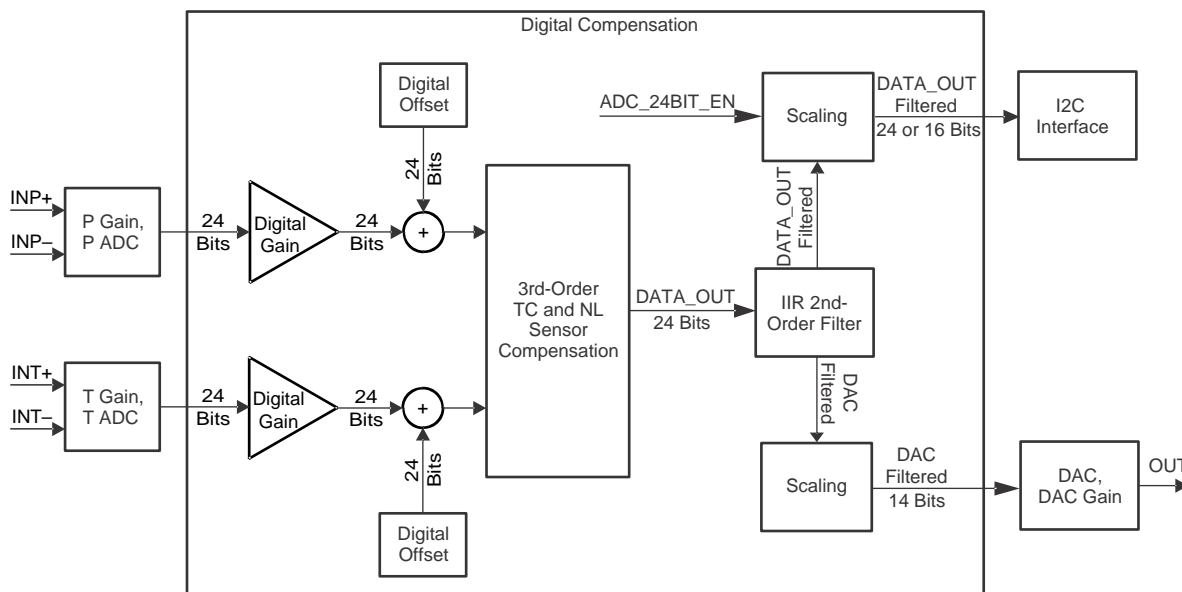 Digital Compensation
Digital
Offset
24
Bits
ADC_24BIT_EN
Scaling
DATA_OUT
Filtered
24 or 16 Bits
I2C
Interface
INP+
INP–
P Gain,
P ADC
24
Bits
Digital
Gain
24
Bits
+
DATA_OUT
Filtered
3rd-Order
TC and NL
Sensor
Compensation
DATA_OUT
24 Bits
IIR 2nd-
Order Filter
INT+
INT–
T Gain,
T ADC
24
Bits
Digital
Gain
24
Bits
+
DAC
Filtered
24
Bits
Digital
Offset
Scaling
DAC
Filtered
14 Bits
DAC,
DAC Gain
OUT